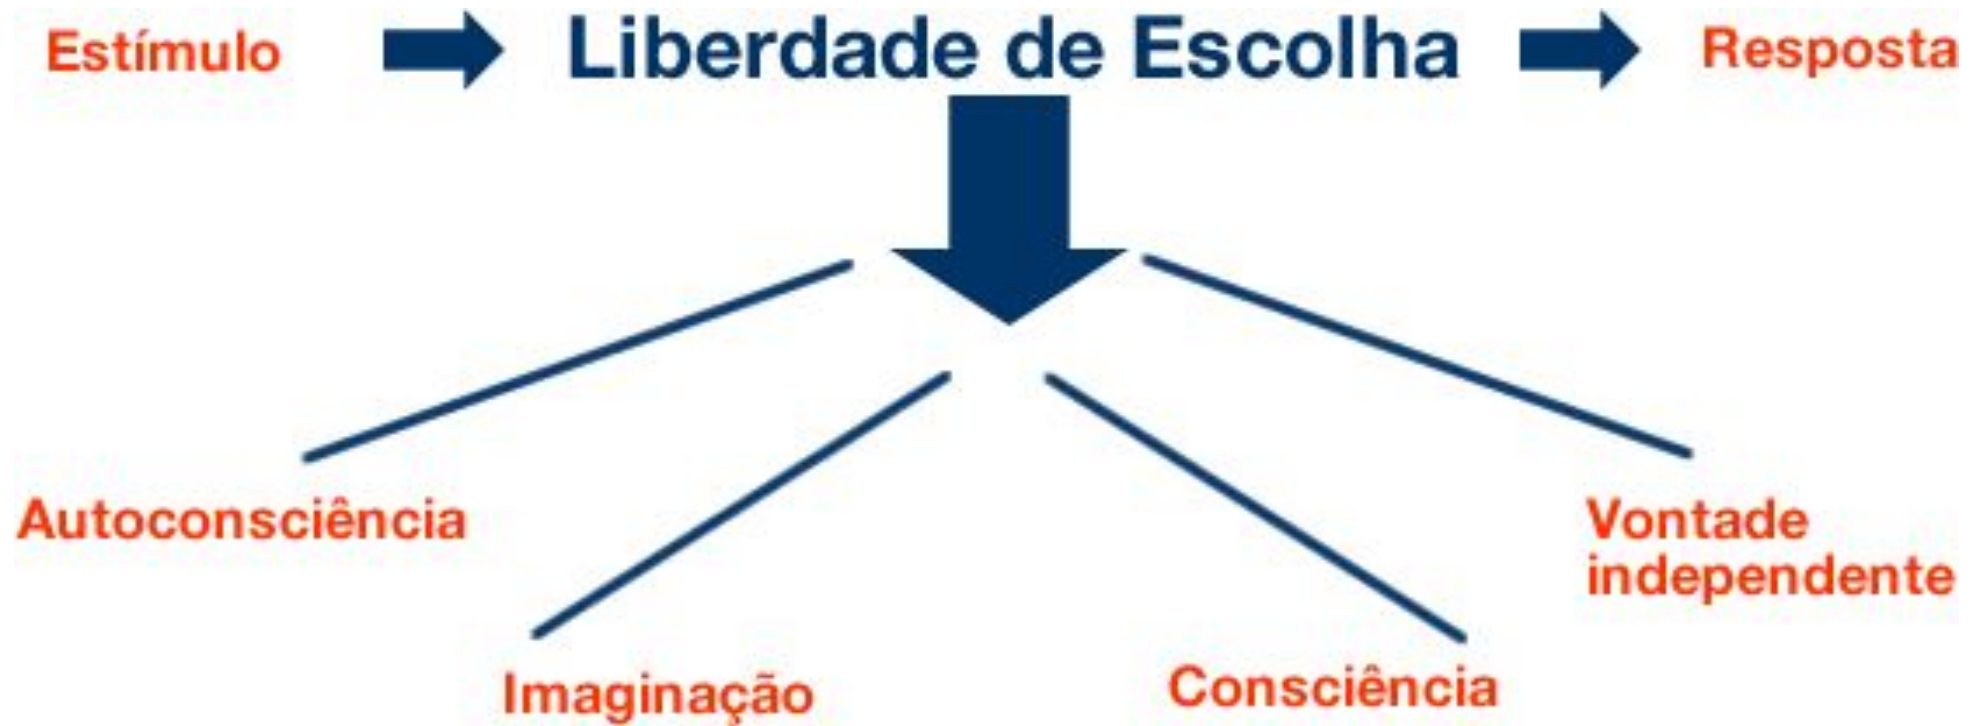 Estímulo
Liberdade de Escolha
Resposta
Autoconsciência
Imaginação
Consciência
Vontade
independente